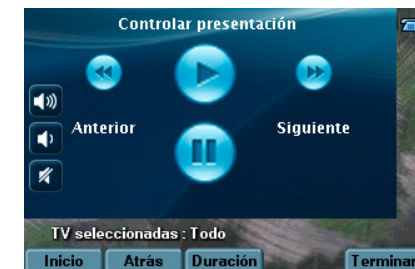 Controlar presentación
Anterior
Siguiente
TV seleccionadas : Todo
Inicio
Atrás
Duración
Terminar